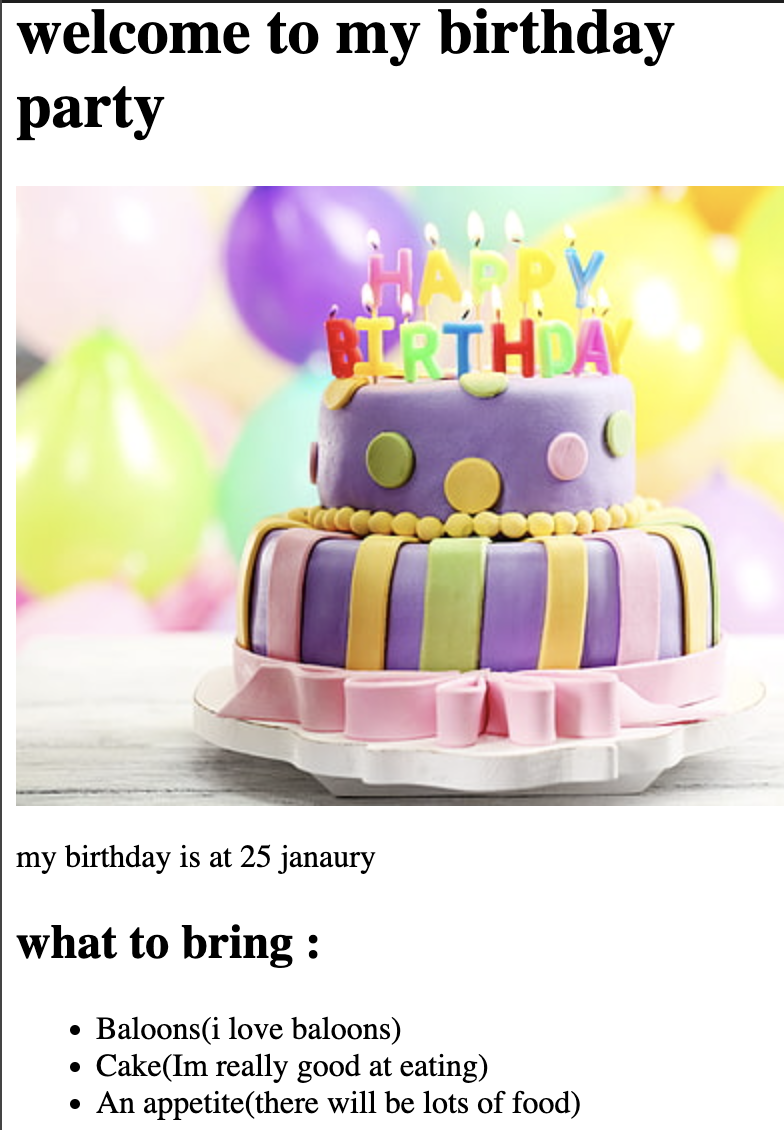 welcome to my birthday
party
HAPPY
BIRTHDAY
my birthday is at 25 janaury
what to bring :
Baloons(i love baloons)
Cake(Im really good at eating)
An appetite(there will be lots of food)